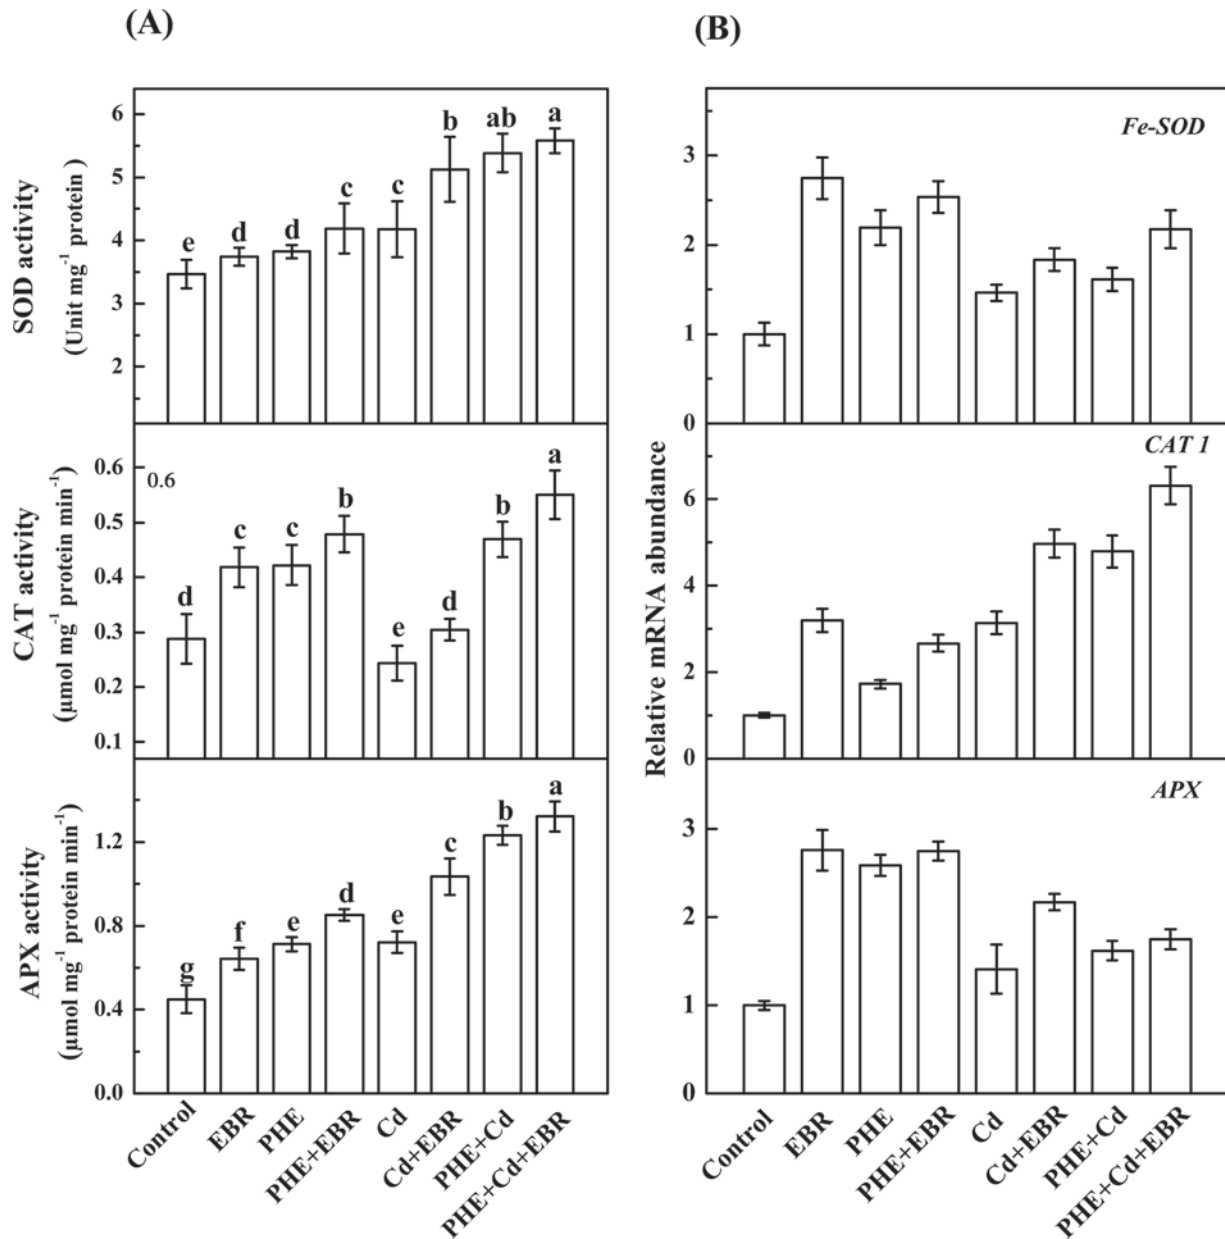 (A)
(B)
SOD activity
(Unit mg-1 protein)
6
5
4
3
2
e
d
d
c
c
b
ab
a
Fe-SOD
3
2
1
0
CAT activity
(μmol mg-1 protein min-1)
0.6
0.5
0.4
0.3
0.2
0.1
0.6
d
c
c
b
e
d
b
a
Relative mRNA abundance
CAT 1
6
4
2
0
APX activity
(μmol mg-1 protein min-1)
1.2
0.8
0.4
0.0
g
f
e
d
e
c
b
a
APX
3
2
1
0
Control
EBR
PHE
PHE+EBR
Cd
Cd+EBR
PHE+Cd
PHE+Cd+EBR
Control
EBR
PHE
PHE+EBR
Cd
Cd+EBR
PHE+Cd
PHE+Cd+EBR